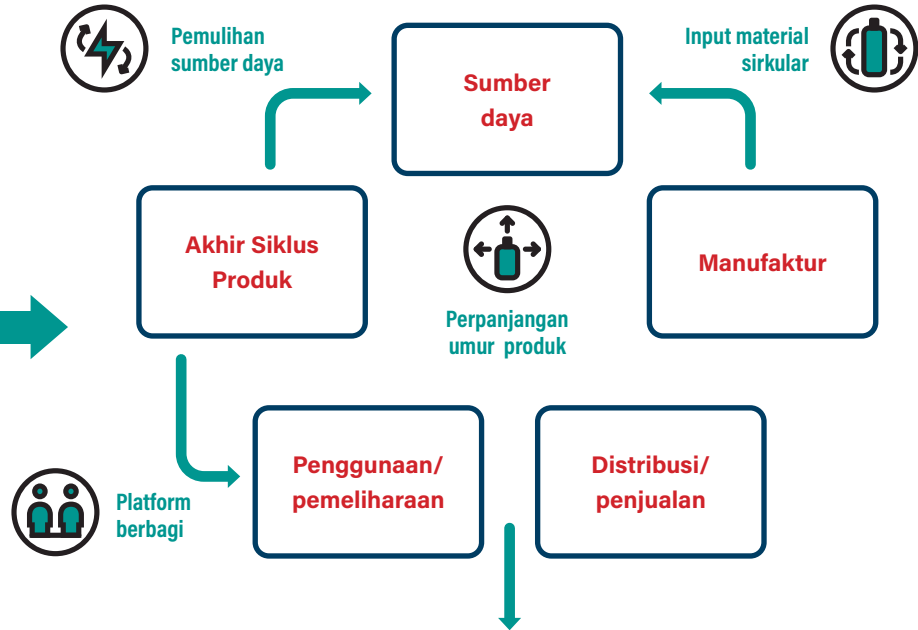 Pemulihan
sumber daya
Sumber
daya
Input material
sirkular
Akhir Siklus
Produk
Manufaktur
Perpanjangan
umur produk
Penggunaan/
pemeliharaan
Distribusi/
penjualan
Platform
berbagi